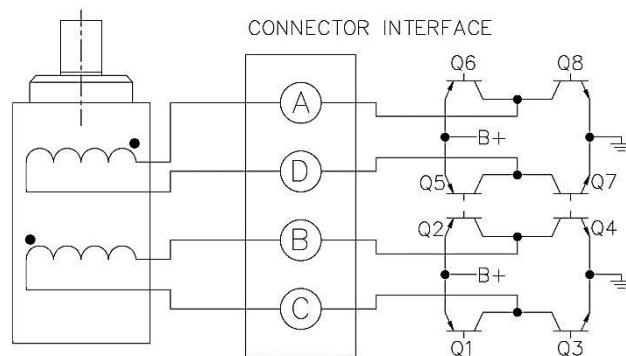 CONNECTOR INTERFACE
Q6 Q8
A
B+
D
Q5 Q7
Q2 Q4
B
B+
C
Q1 Q3